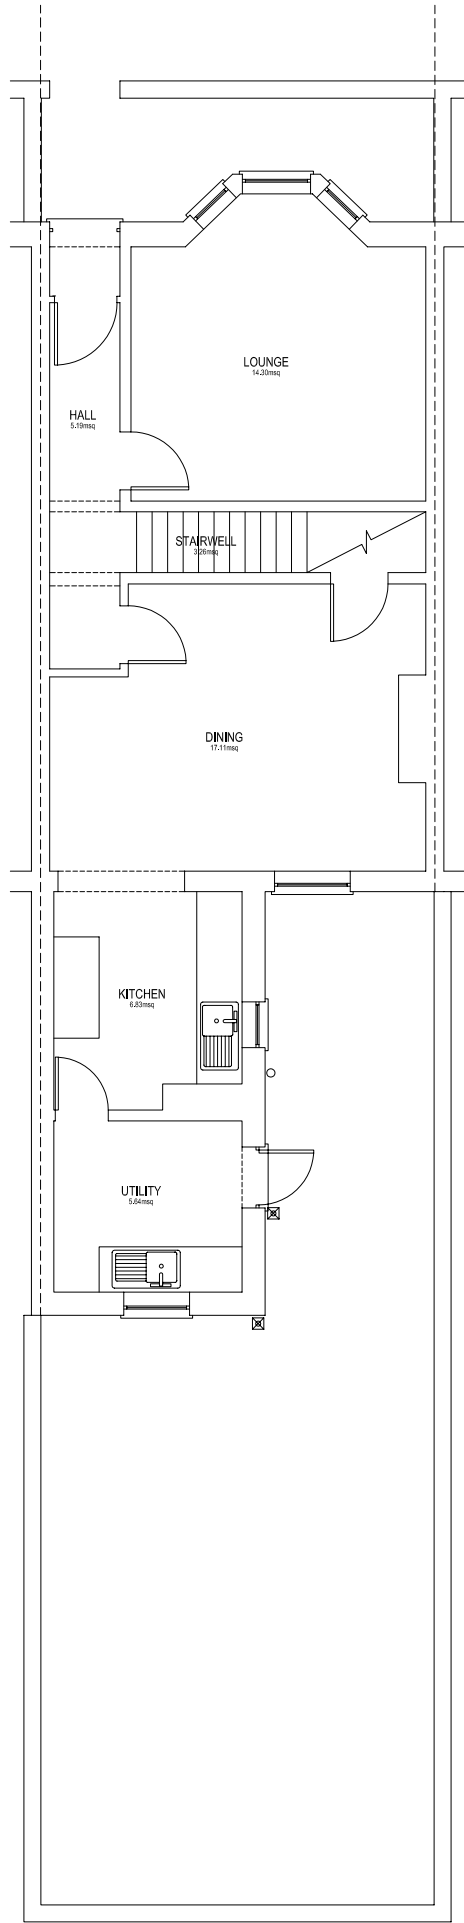 LOUNGE
14.30msq
HALL
5.19msq
STAIRWELL
3.26msq
DINING
17.11msq
KITCHEN
6.83msq
UTILITY
5.64msq